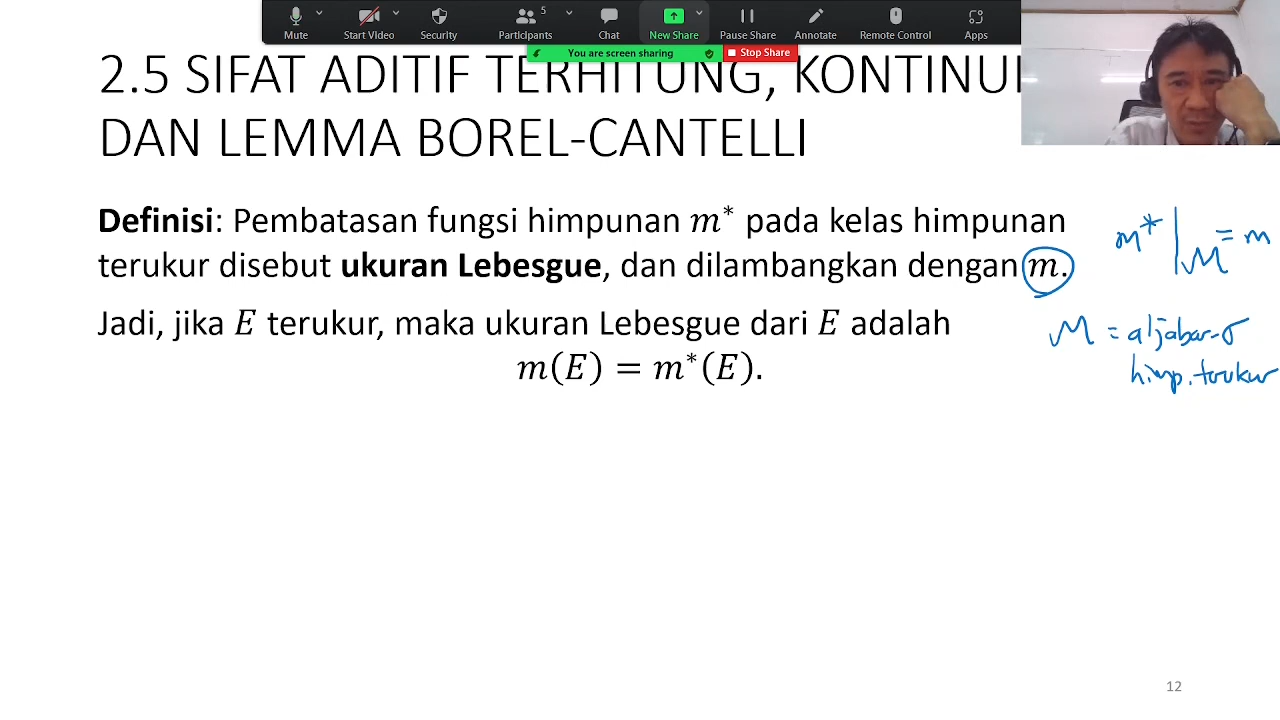 Mute
Start Video
Security
Participants
5
Chat
New Share
Pause Share
Annotate
Remote Control
Apps
You are screen sharing
Stop Share
2.5 SIFAT ADITIF TERHITUNG, KONTINU
DAN LEMMA BOREL-CANTELLI
Definisi: Pembatasan fungsi himpunan m* pada kelas himpunan
terukur disebut ukuran Lebesgue, dan dilambangkan dengan m.
Jadi, jika E terukur, maka ukuran Lebesgue dari E adalah
m(E) = m*(E).
m* | M = m
M = aljabar-σ
himp. terukur
12